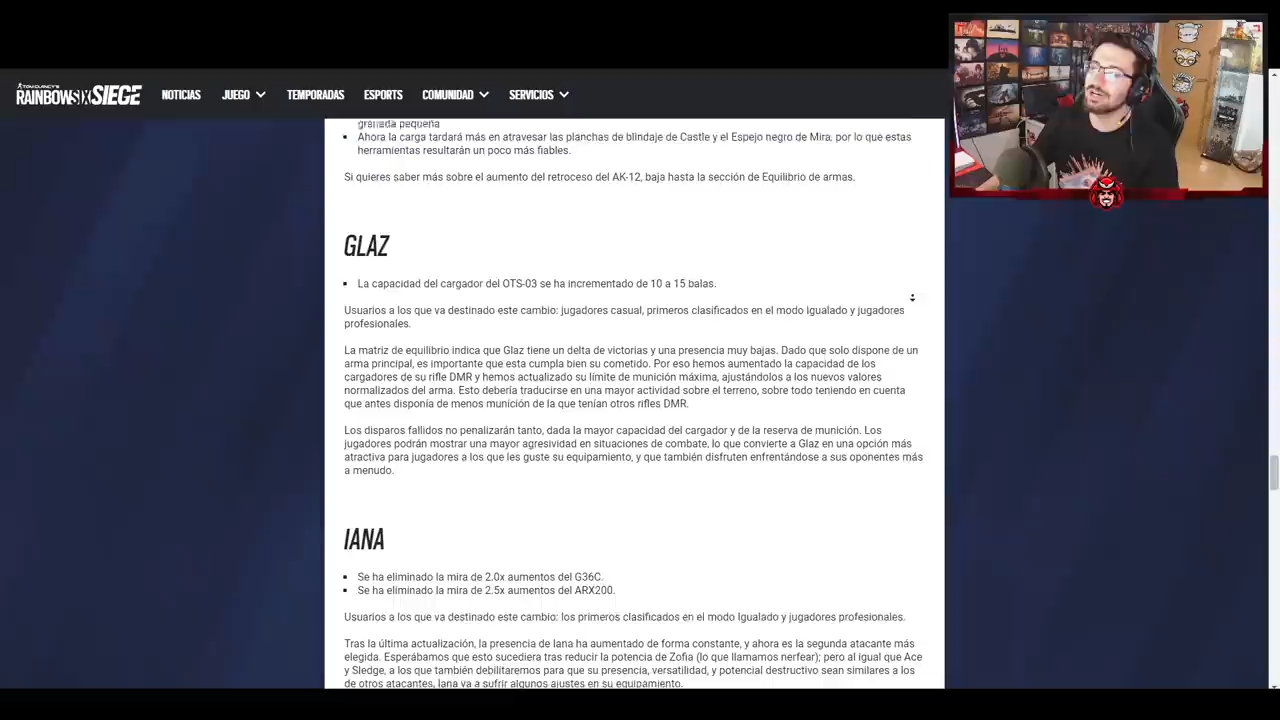 TOM CLANCY'S
RAINBOWSIXSIEGE
NOTICIAS
JUEGO
TEMPORADAS
ESPORTS
COMUNIDAD
SERVICIOS
granada pequeña
▪ Ahora la carga tardará más en atravesar las planchas de blindaje de Castle y el Espejo negro de Mira, por lo que estas
herramientas resultarán un poco más fiables.
Si quieres saber más sobre el aumento del retroceso del AK-12, baja hasta la sección de Equilibrio de armas.
GLAZ
▪ La capacidad del cargador del OTS-03 se ha incrementado de 10 a 15 balas.
Usuarios a los que va destinado este cambio: jugadores casual, primeros clasificados en el modo Igualado y jugadores
profesionales.
La matriz de equilibrio indica que Glaz tiene un delta de victorias y una presencia muy bajas. Dado que solo dispone de un
arma principal, es importante que esta cumpla bien su cometido. Por eso hemos aumentado la capacidad de los
cargadores de su rifle DMR y hemos actualizado su límite de munición máxima, ajustándolos a los nuevos valores
normalizados del arma. Esto debería traducirse en una mayor actividad sobre el terreno, sobre todo teniendo en cuenta
que antes disponía de menos munición de la que tenían otros rifles DMR.
Los disparos fallidos no penalizarán tanto, dada la mayor capacidad del cargador y de la reserva de munición. Los
jugadores podrán mostrar una mayor agresividad en situaciones de combate, lo que convierte a Glaz en una opción más
atractiva para jugadores a los que les guste su equipamiento, y que también disfruten enfrentándose a sus oponentes más
a menudo.
IANA
▪ Se ha eliminado la mira de 2.0x aumentos del G36C.
▪ Se ha eliminado la mira de 2.5x aumentos del ARX200.
Usuarios a los que va destinado este cambio: los primeros clasificados en el modo Igualado y jugadores profesionales.
Tras la última actualización, la presencia de Iana ha aumentado de forma constante, y ahora es la segunda atacante más
elegida. Esperábamos que esto sucediera tras reducir la potencia de Zofia (lo que llamamos nerfear); pero al igual que Ace
y Sledge, a los que también debilitaremos para que su presencia, versatilidad, y potencial destructivo sean similares a los
de otros atacantes, Iana va a sufrir algunos ajustes en su equipamiento.